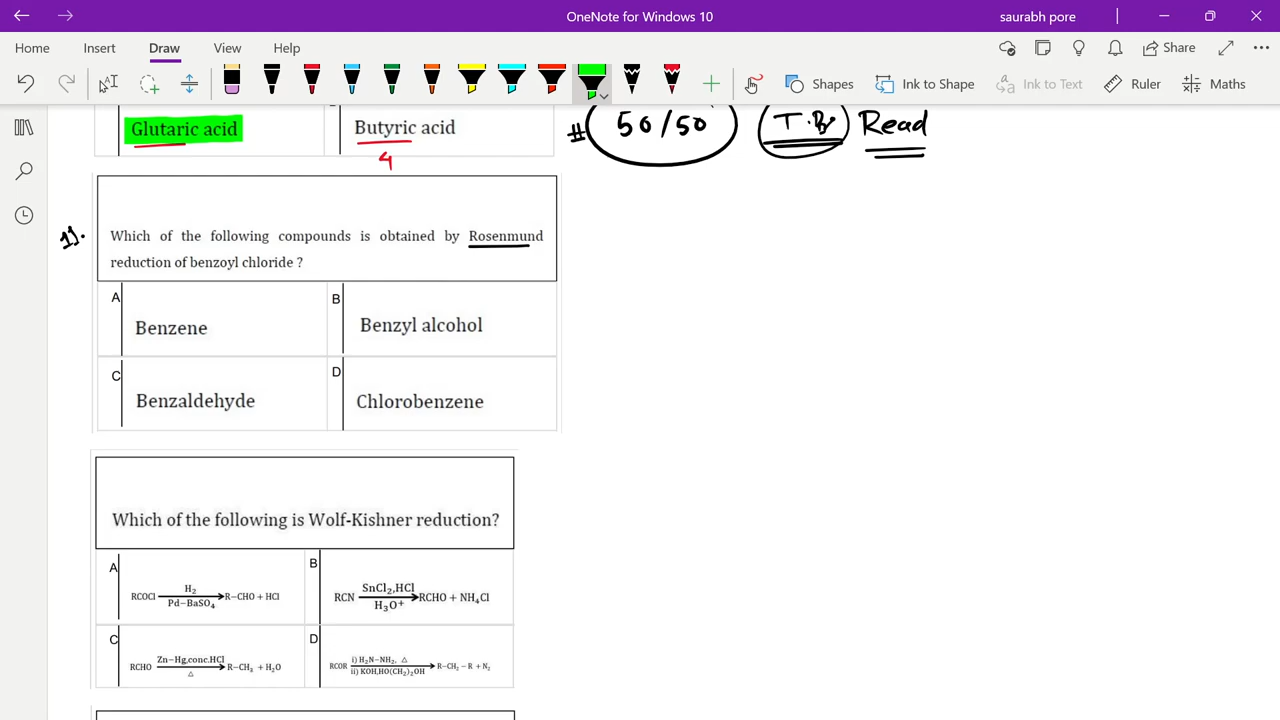 OneNote for Windows 10
saurabh pore
Home Insert Draw View Help
Share
Shapes Ink to Shape Ink to Text Ruler Maths
Glutaric acid
Butyric acid
4
# 50/50 T.B Read
1).
Which of the following compounds is obtained by Rosenmund
reduction of benzoyl chloride ?
A Benzene
B Benzyl alcohol
C Benzaldehyde
D Chlorobenzene
Which of the following is Wolf-Kishner reduction?
A
RCOCl H₂ Pd−BaSO₄ R−CHO + HCl
B
RCN SnCl₂,HCl H₃O⁺ RCHO + NH₄Cl
C
RCHO Zn−Hg,conc.HCl △ R−CH₃ + H₂O
D
RCOR i) H₂N−NH₂, △ ii) KOH,HO(CH₂)₂OH R−CH₂−R + N₂